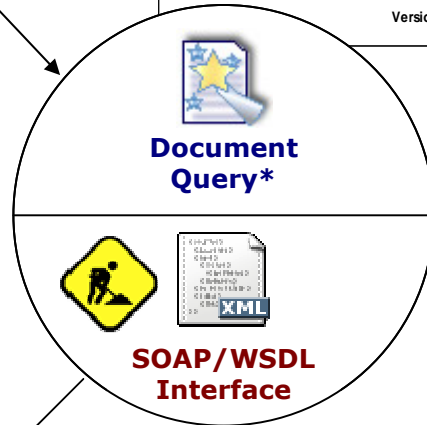 Versio
Document
Query*
XML
SOAP/WSDL
Interface